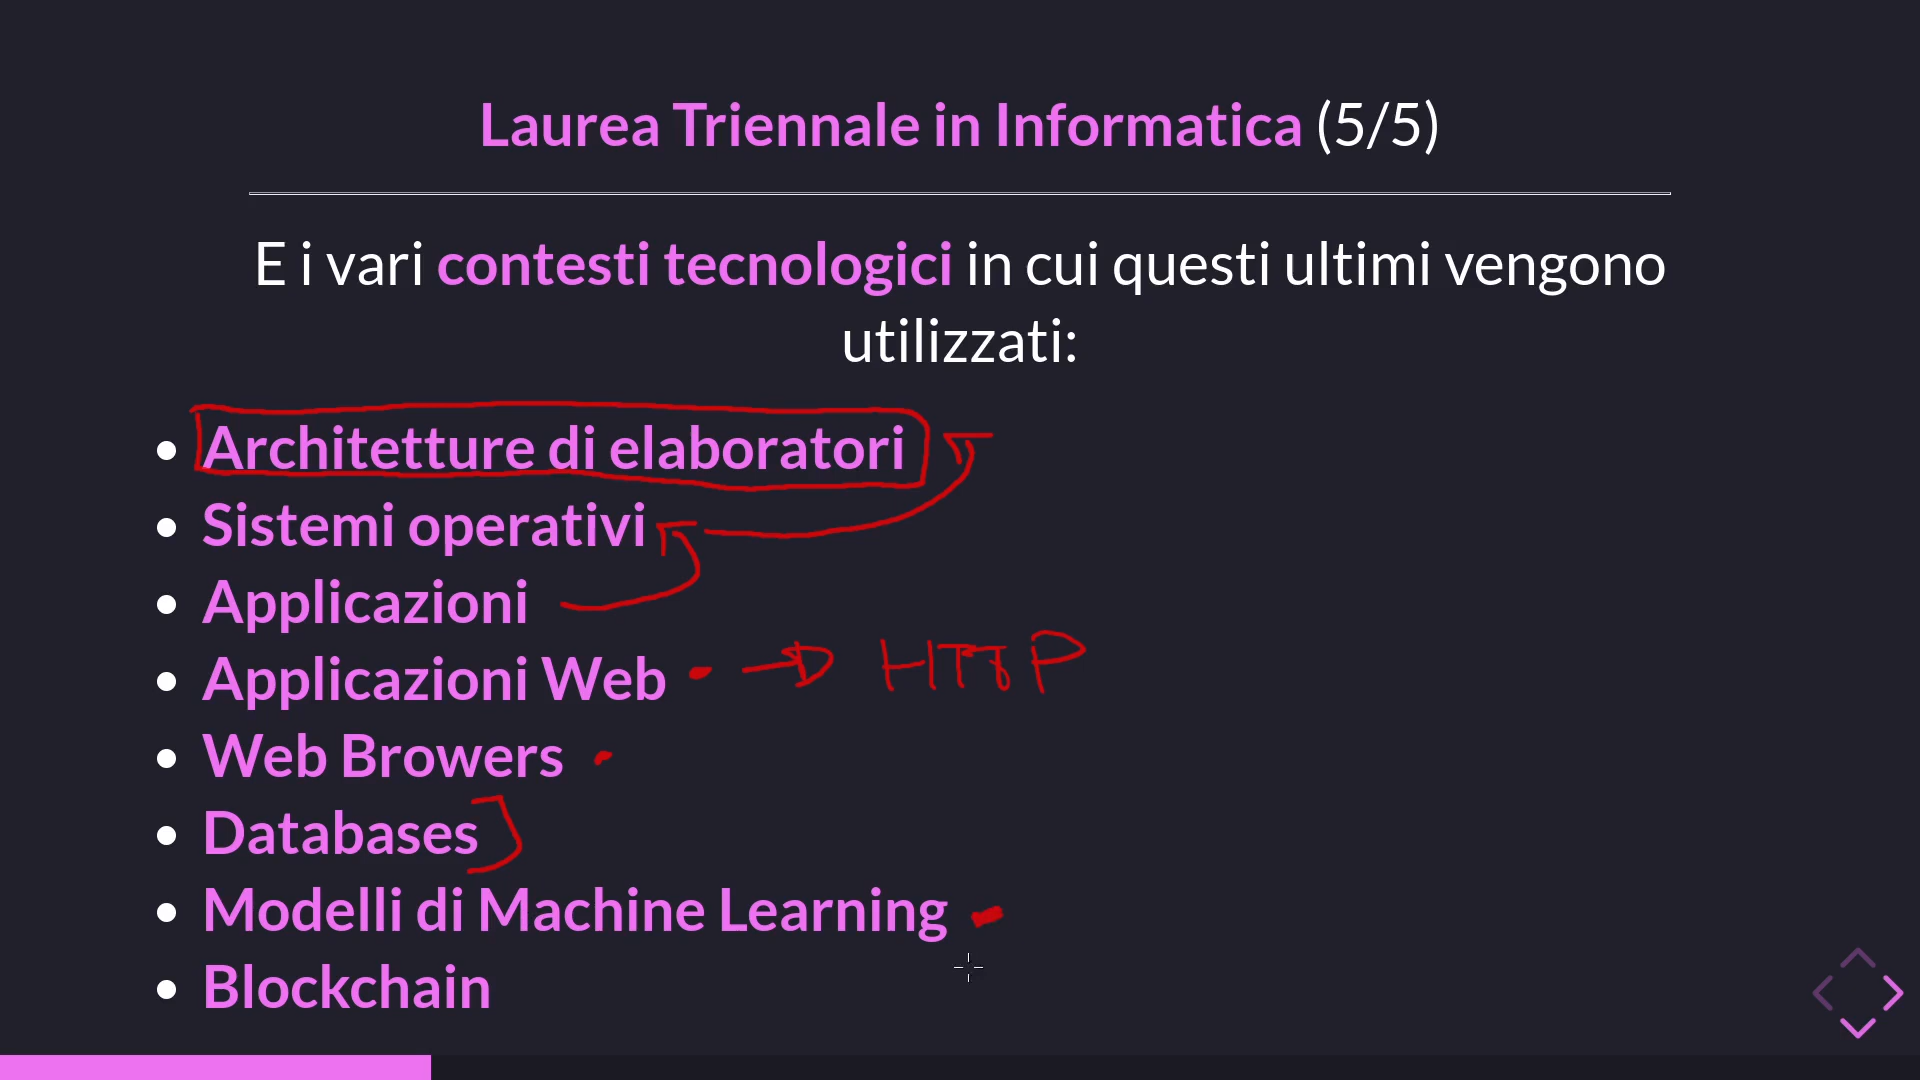 Laurea Triennale in Informatica (5/5)
E i vari contesti tecnologici in cui questi ultimi vengono
utilizzati:
Architetture di elaboratori
Sistemi operativi
Applicazioni
Applicazioni Web HTTP
Web Browers
Databases
Modelli di Machine Learning
Blockchain